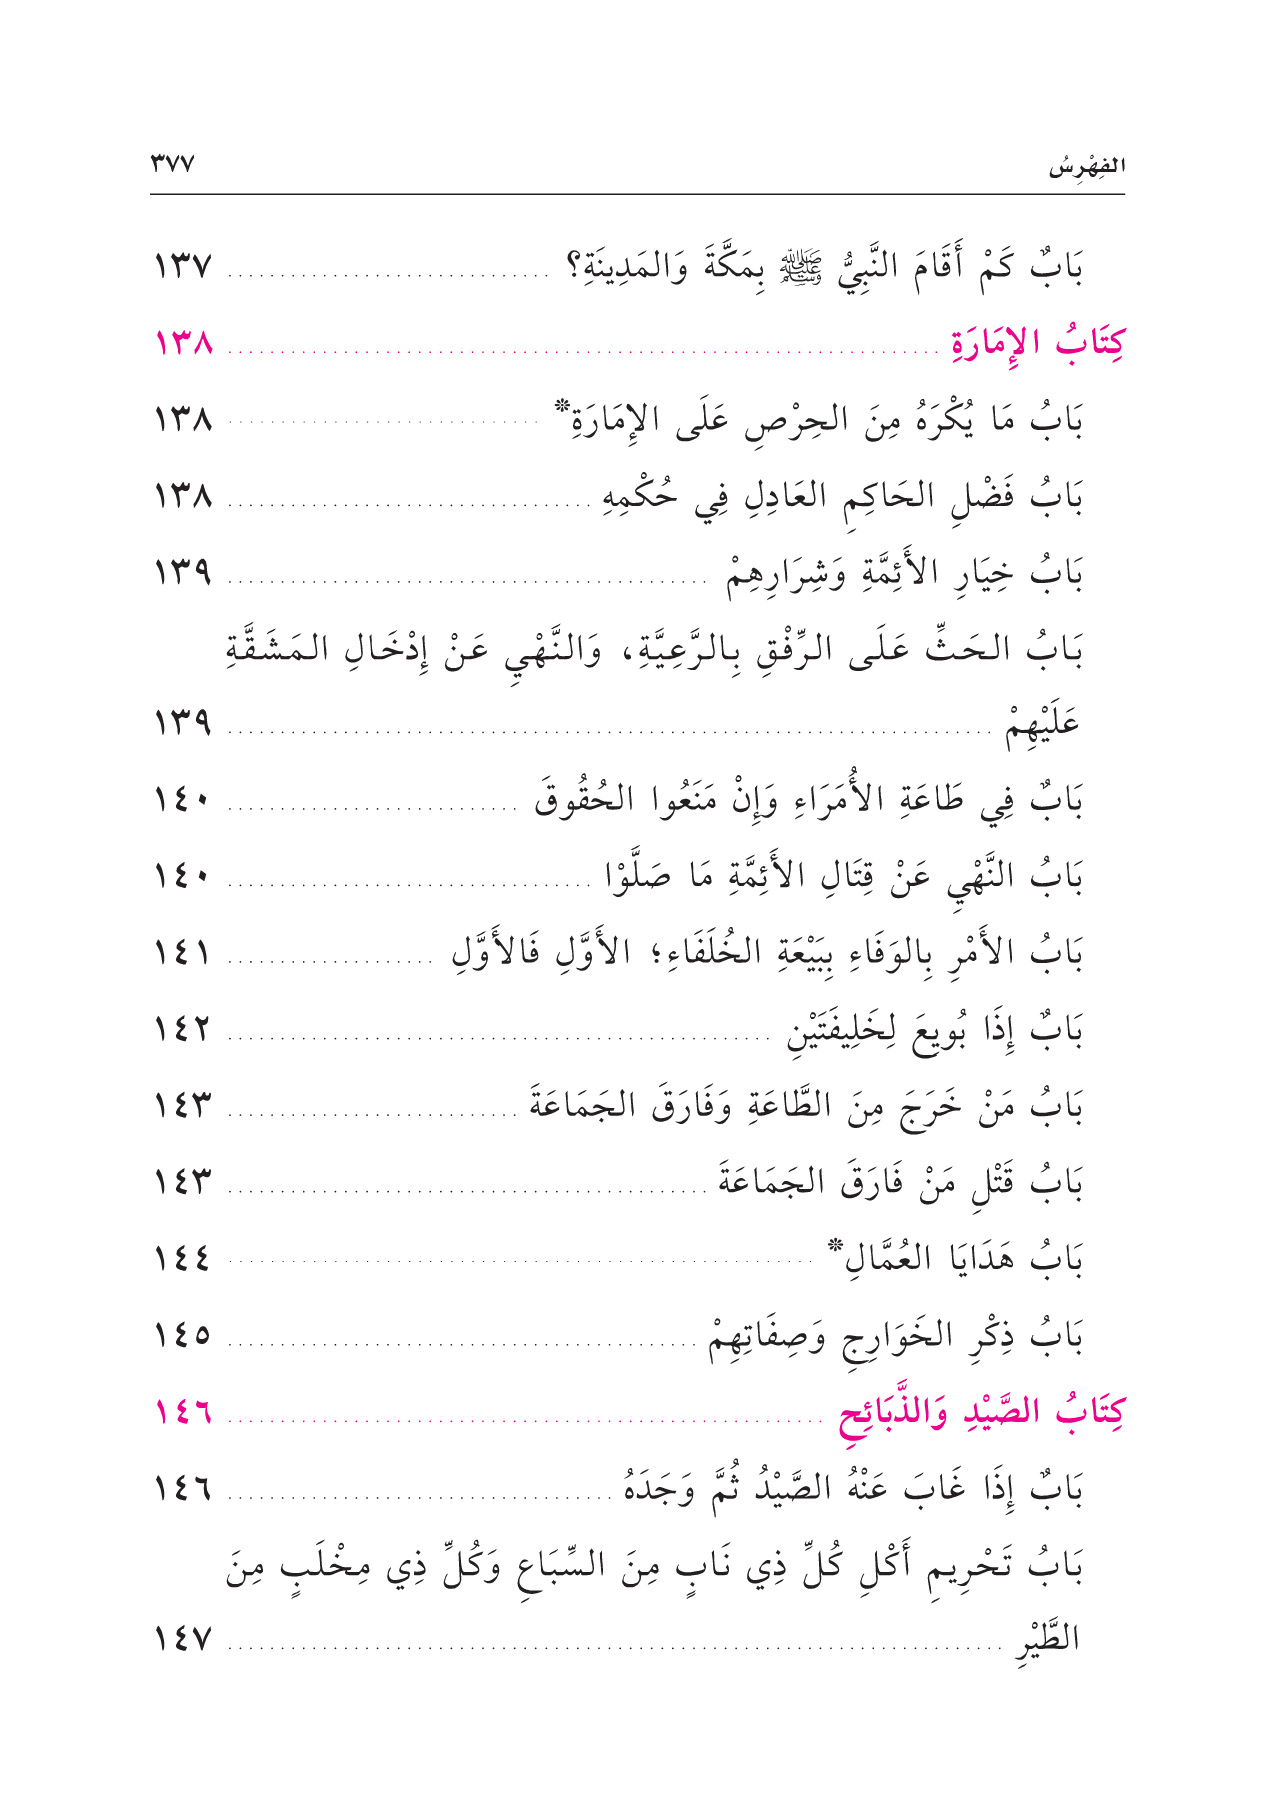 الفِهْرِسُ ٣٧٧
بَابٌ كَمْ أَقَامَ النَّبِيُّ ﷺ بِمَكَّةَ وَالمَدِينَةِ؟ ١٣٧
كِتَابُ الإِمَارَةِ ١٣٨
بَابُ مَا يُكْرَهُ مِنَ الحِرْصِ عَلَى الإِمَارَةِ* ١٣٨
بَابُ فَضْلِ الحَاكِمِ العَادِلِ فِي حُكْمِهِ ١٣٨
بَابُ خِيَارِ الأَئِمَّةِ وَشِرَارِهِمْ ١٣٩
بَابُ الحَثِّ عَلَى الرِّفْقِ بِالرَّعِيَّةِ، وَالنَّهْيِ عَنْ إِدْخَالِ المَشَقَّةِ
عَلَيْهِمْ ١٣٩
بَابٌ فِي طَاعَةِ الأُمَرَاءِ وَإِنْ مَنَعُوا الحُقُوقَ ١٤٠
بَابُ النَّهْيِ عَنْ قِتَالِ الأَئِمَّةِ مَا صَلَّوْا ١٤٠
بَابُ الأَمْرِ بِالوَفَاءِ بِبَيْعَةِ الخُلَفَاءِ؛ الأَوَّلِ فَالأَوَّلِ ١٤١
بَابٌ إِذَا بُويِعَ لِخَلِيفَتَيْنِ ١٤٢
بَابُ مَنْ خَرَجَ مِنَ الطَّاعَةِ وَفَارَقَ الجَمَاعَةَ ١٤٣
بَابُ قَتْلِ مَنْ فَارَقَ الجَمَاعَةَ ١٤٣
بَابُ هَدَايَا العُمَّالِ* ١٤٤
بَابُ ذِكْرِ الخَوَارِجِ وَصِفَاتِهِمْ ١٤٥
كِتَابُ الصَّيْدِ وَالذَّبَائِحِ ١٤٦
بَابٌ إِذَا غَابَ عَنْهُ الصَّيْدُ ثُمَّ وَجَدَهُ ١٤٦
بَابُ تَحْرِيمِ أَكْلِ كُلِّ ذِي نَابٍ مِنَ السِّبَاعِ وَكُلِّ ذِي مِخْلَبٍ مِنَ
الطَّيْرِ ١٤٧